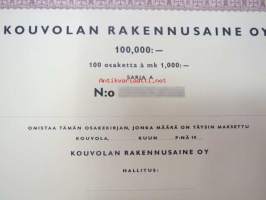 KOUVOLAN RAKENNUSAINE OY
100,000:—
100 osaketta à mk 1,000:—
SARJA A
N:o
Antikvariaatti.net
OMISTAA TÄMÄN OSAKEKIRJAN, JONKA MÄÄRÄ ON TÄYSIN MAKSETTU
KOUVOLA, KUUN P:NÄ 19
KOUVOLAN RAKENNUSAINE OY
HALLITUS: